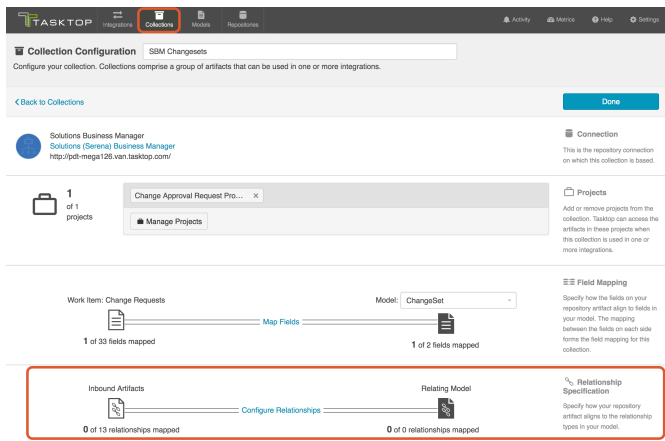 TASKTOP
Integrations
Collections
Models
Repositories
Activity
Metrics
Help
Settings
Collection Configuration
SBM Changesets
Configure your collection. Collections comprise a group of artifacts that can be used in one or more integrations.
Back to Collections
Done
Solutions Business Manager
Solutions (Serena) Business Manager
http://pdt-mega126.van.tasktop.com/
Connection
This is the repository connection
on which this collection is based.
1
of 1
projects
Change Approval Request Pro... ×
Manage Projects
Projects
Add or remove projects from the
collection. Tasktop can access the
artifacts in these projects when
this collection is used in one or
more integrations.
Work Item: Change Requests
Model: ChangeSet
Map Fields
1 of 33 fields mapped
1 of 2 fields mapped
Field Mapping
Specify how the fields on your
repository artifact align to fields in
your model. The mapping
between the fields on each side
forms the field mapping for this
collection.
Inbound Artifacts
Relating Model
Configure Relationships
0 of 13 relationships mapped
0 of 0 relationships mapped
Relationship
Specification
Specify how your repository
artifact aligns to the relationship
types in your model.